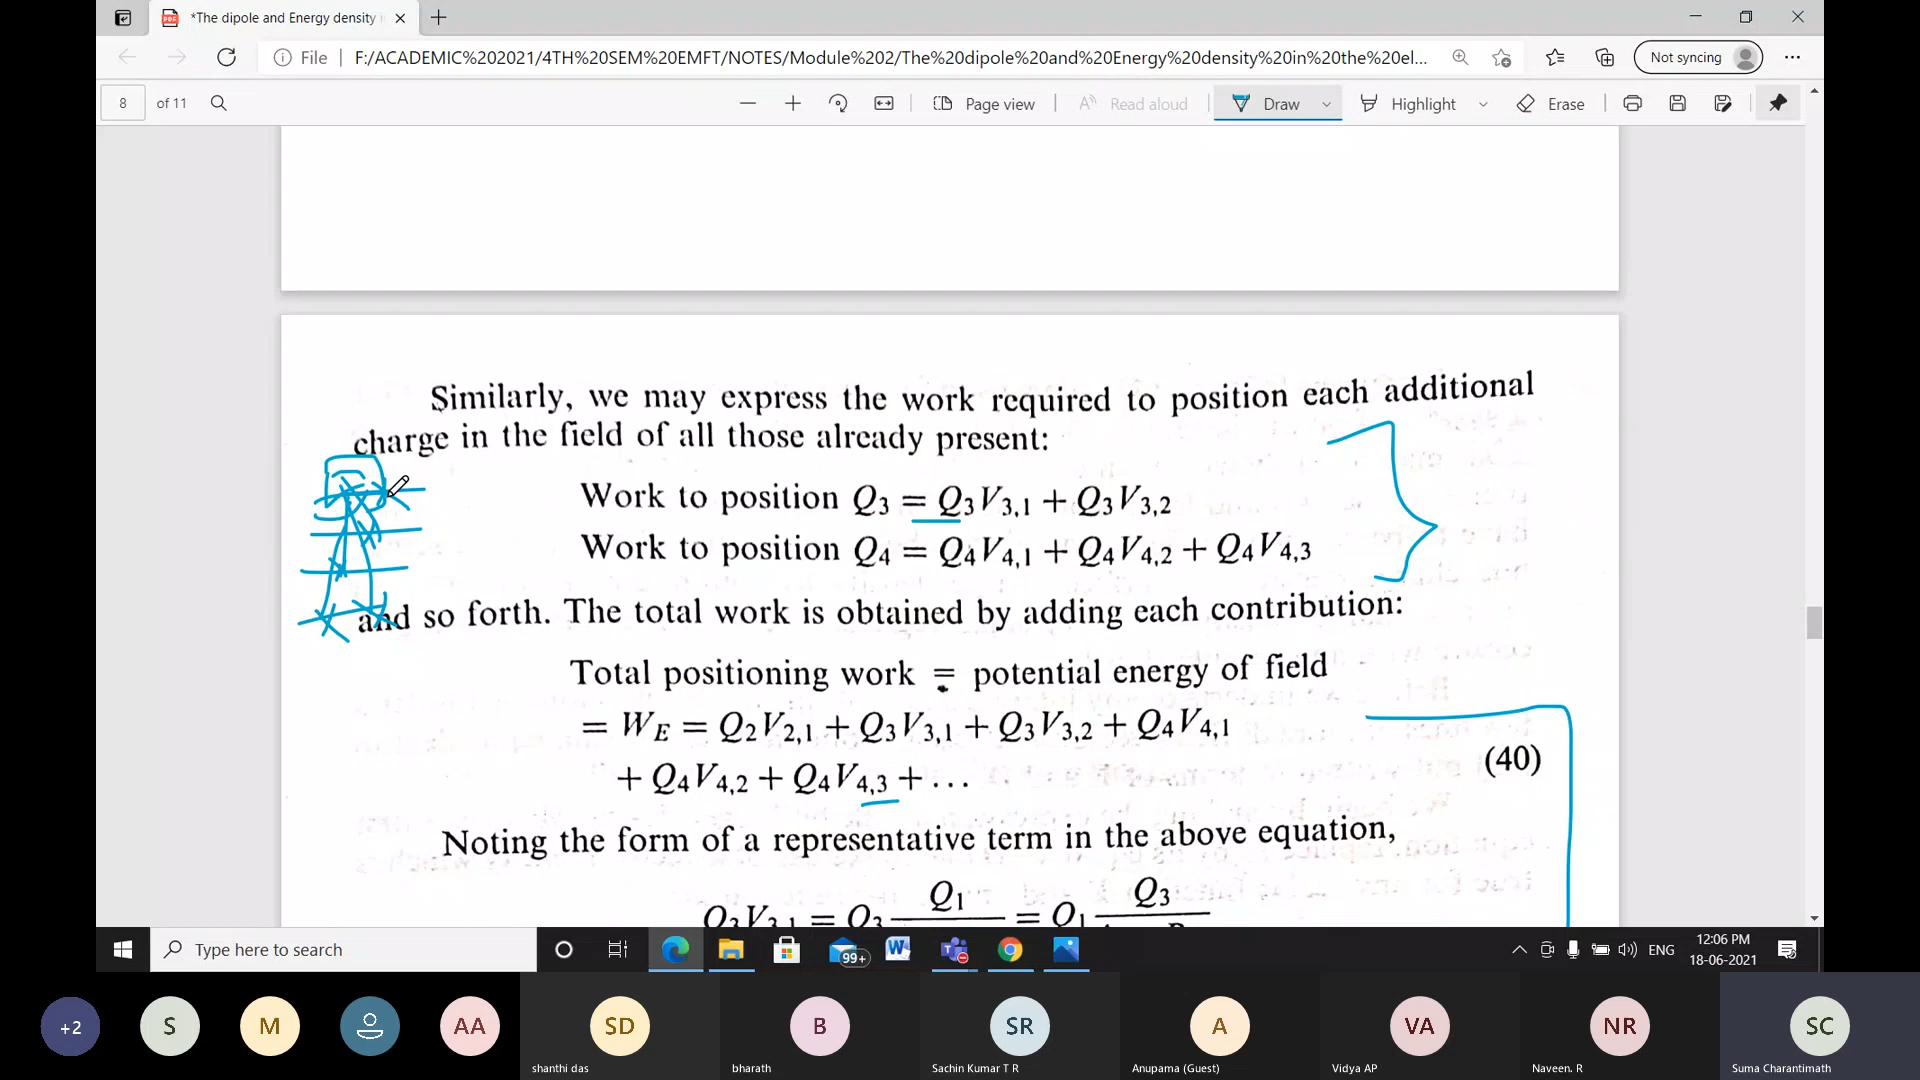 *The dipole and Energy density i
File F:/ACADEMIC%202021/4TH%20SEM%20EMFT/NOTES/Module%202/The%20dipole%20and%20Energy%20density%20in%20the%20el...
Not syncing
8 of 11
Page view
Read aloud
Draw
Highlight
Erase
Similarly, we may express the work required to position each additional
charge in the field of all those already present:
Work to position Q₃ = Q₃V₃,₁ + Q₃V₃,₂
Work to position Q₄ = Q₄V₄,₁ + Q₄V₄,₂ + Q₄V₄,₃
and so forth. The total work is obtained by adding each contribution:
Total positioning work = potential energy of field
= W_E = Q₂V₂,₁ + Q₃V₃,₁ + Q₃V₃,₂ + Q₄V₄,₁
(40)
+ Q₄V₄,₂ + Q₄V₄,₃ + ...
Noting the form of a representative term in the above equation,
Q₁ Q₃
Q₃V₃,₁ = Q₃ = Q₁
Type here to search
99+
ENG
12:06 PM
18-06-2021
+2 S M AA SD B SR A VA NR SC
shanthi das
bharath
Sachin Kumar T R
Anupama (Guest)
Vidya AP
Naveen. R
Suma Charantimath